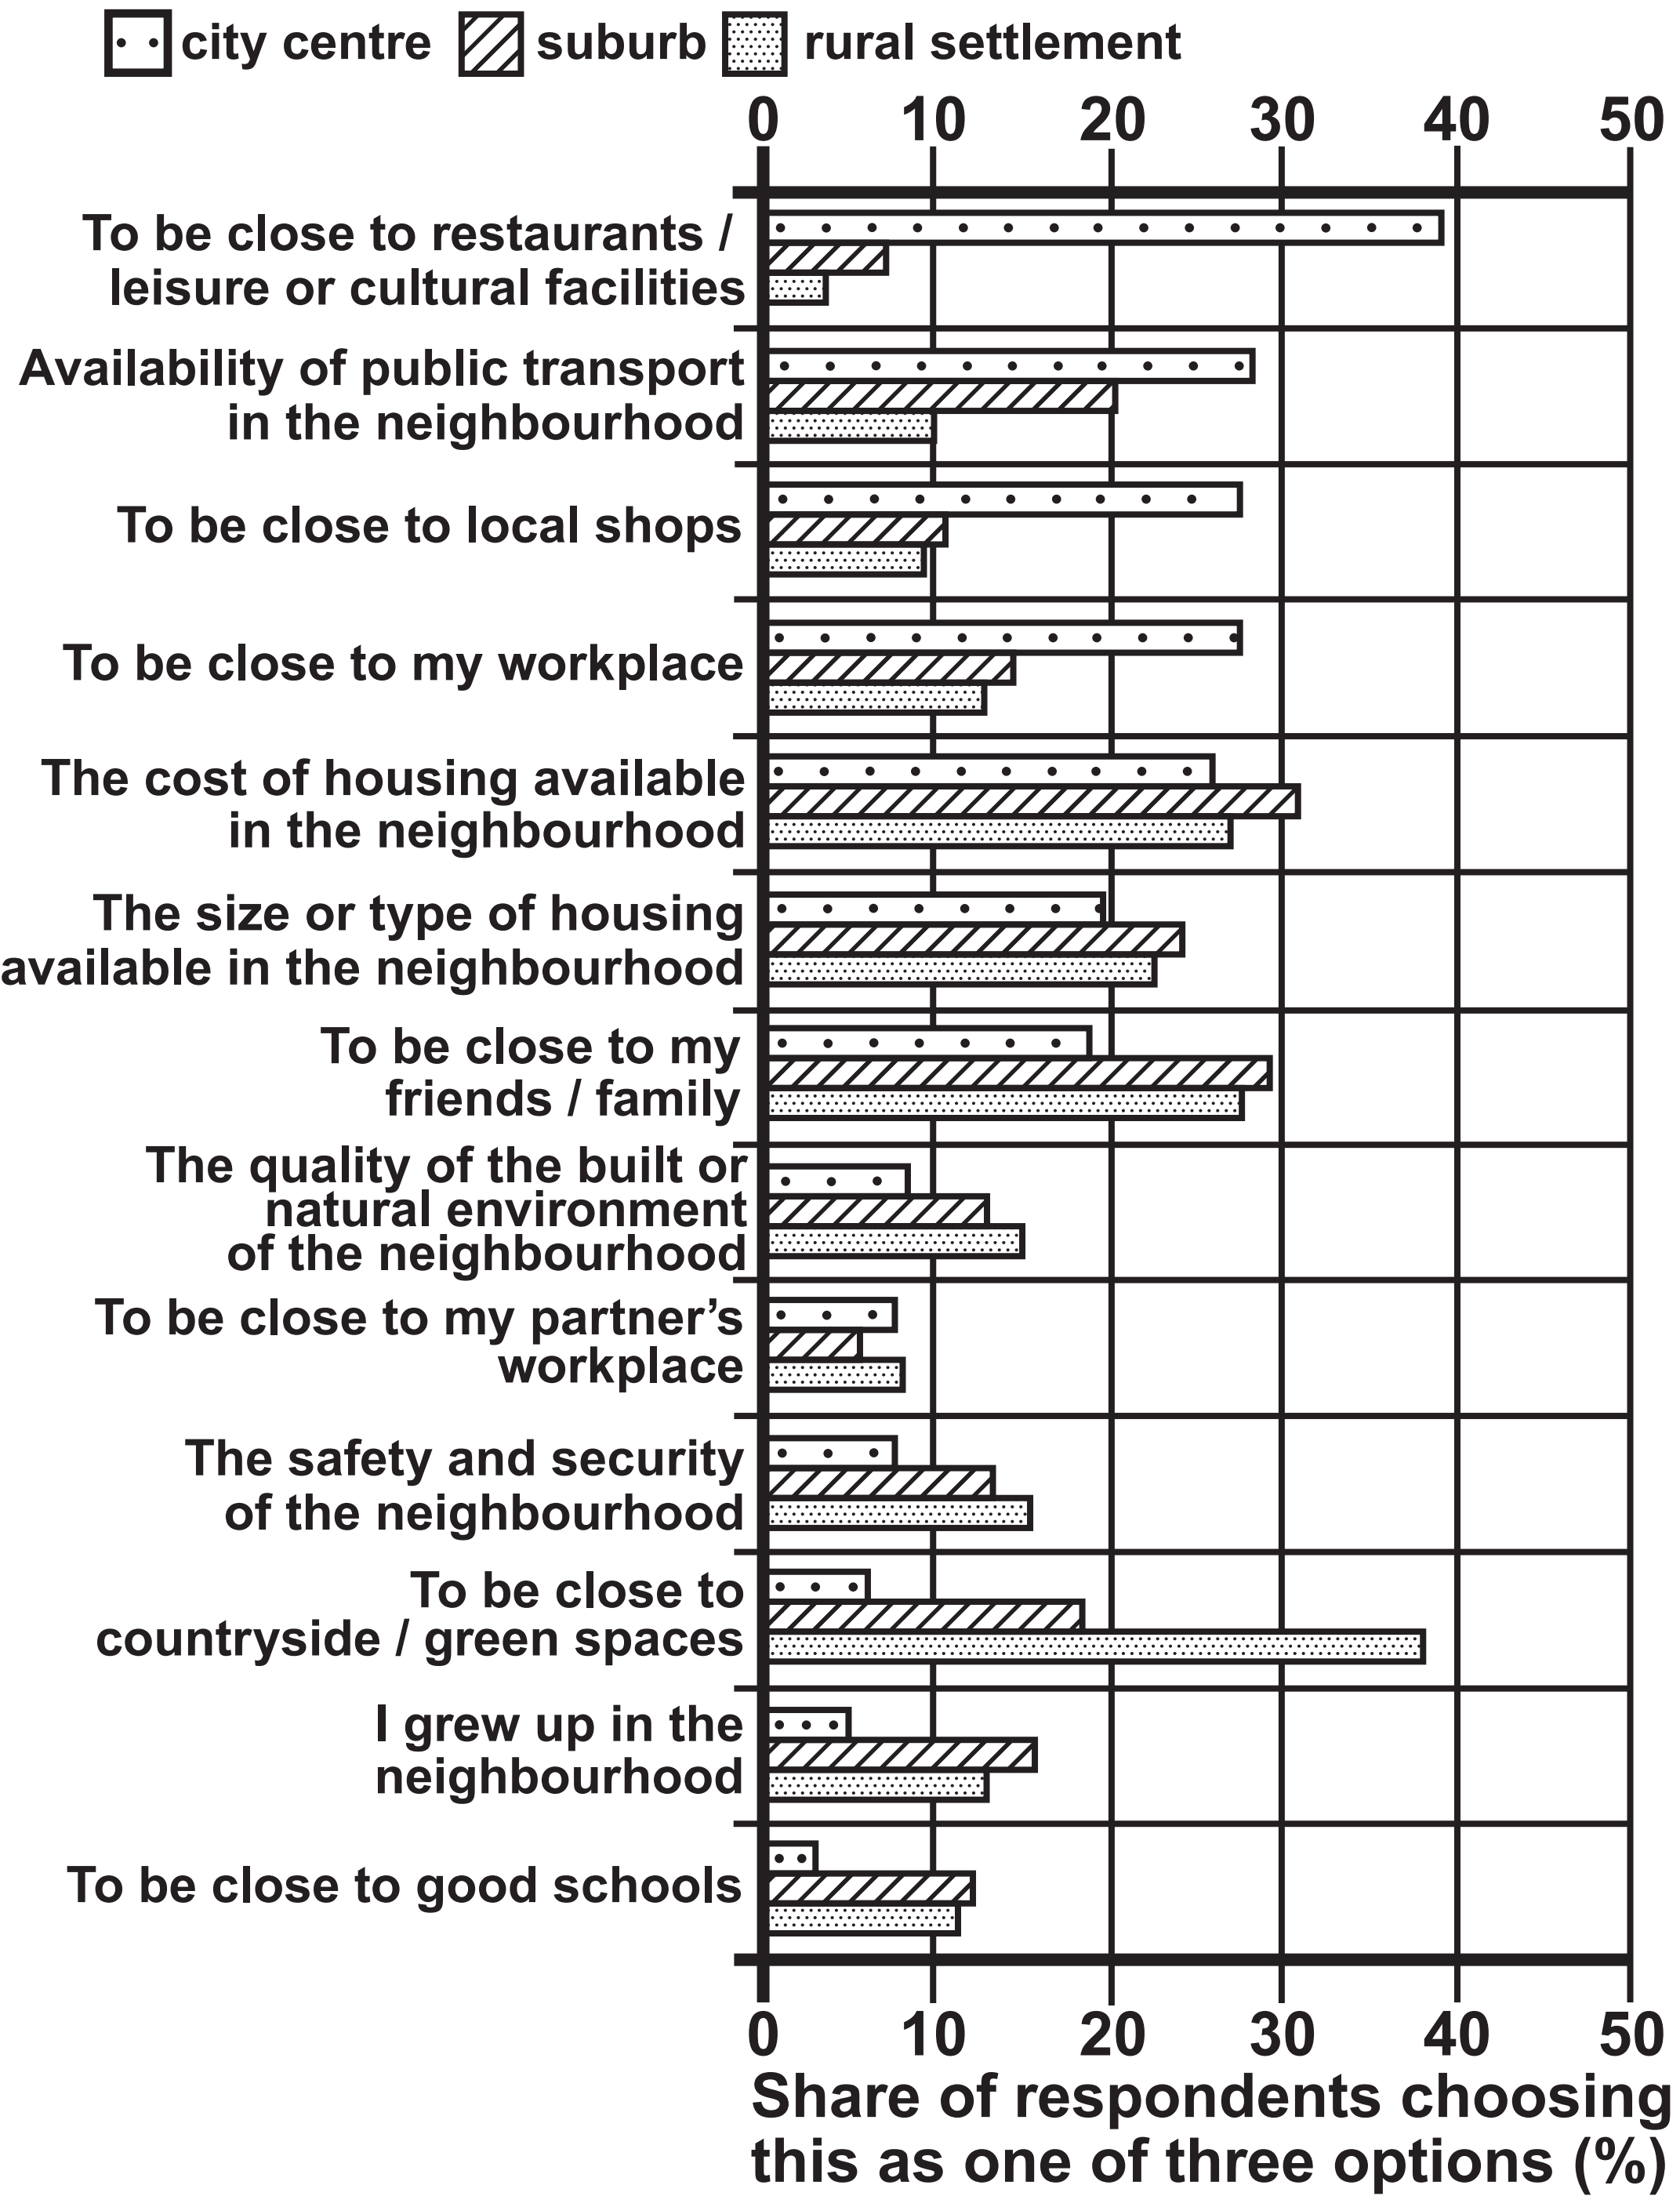 city centre suburb rural settlement
0 10 20 30 40 50
To be close to restaurants /
leisure or cultural facilities
Availability of public transport
in the neighbourhood
To be close to local shops
To be close to my workplace
The cost of housing available
in the neighbourhood
The size or type of housing
available in the neighbourhood
To be close to my
friends / family
The quality of the built or
natural environment
of the neighbourhood
To be close to my partner’s
workplace
The safety and security
of the neighbourhood
To be close to
countryside / green spaces
I grew up in the
neighbourhood
To be close to good schools
0 10 20 30 40 50
Share of respondents choosing
this as one of three options (%)